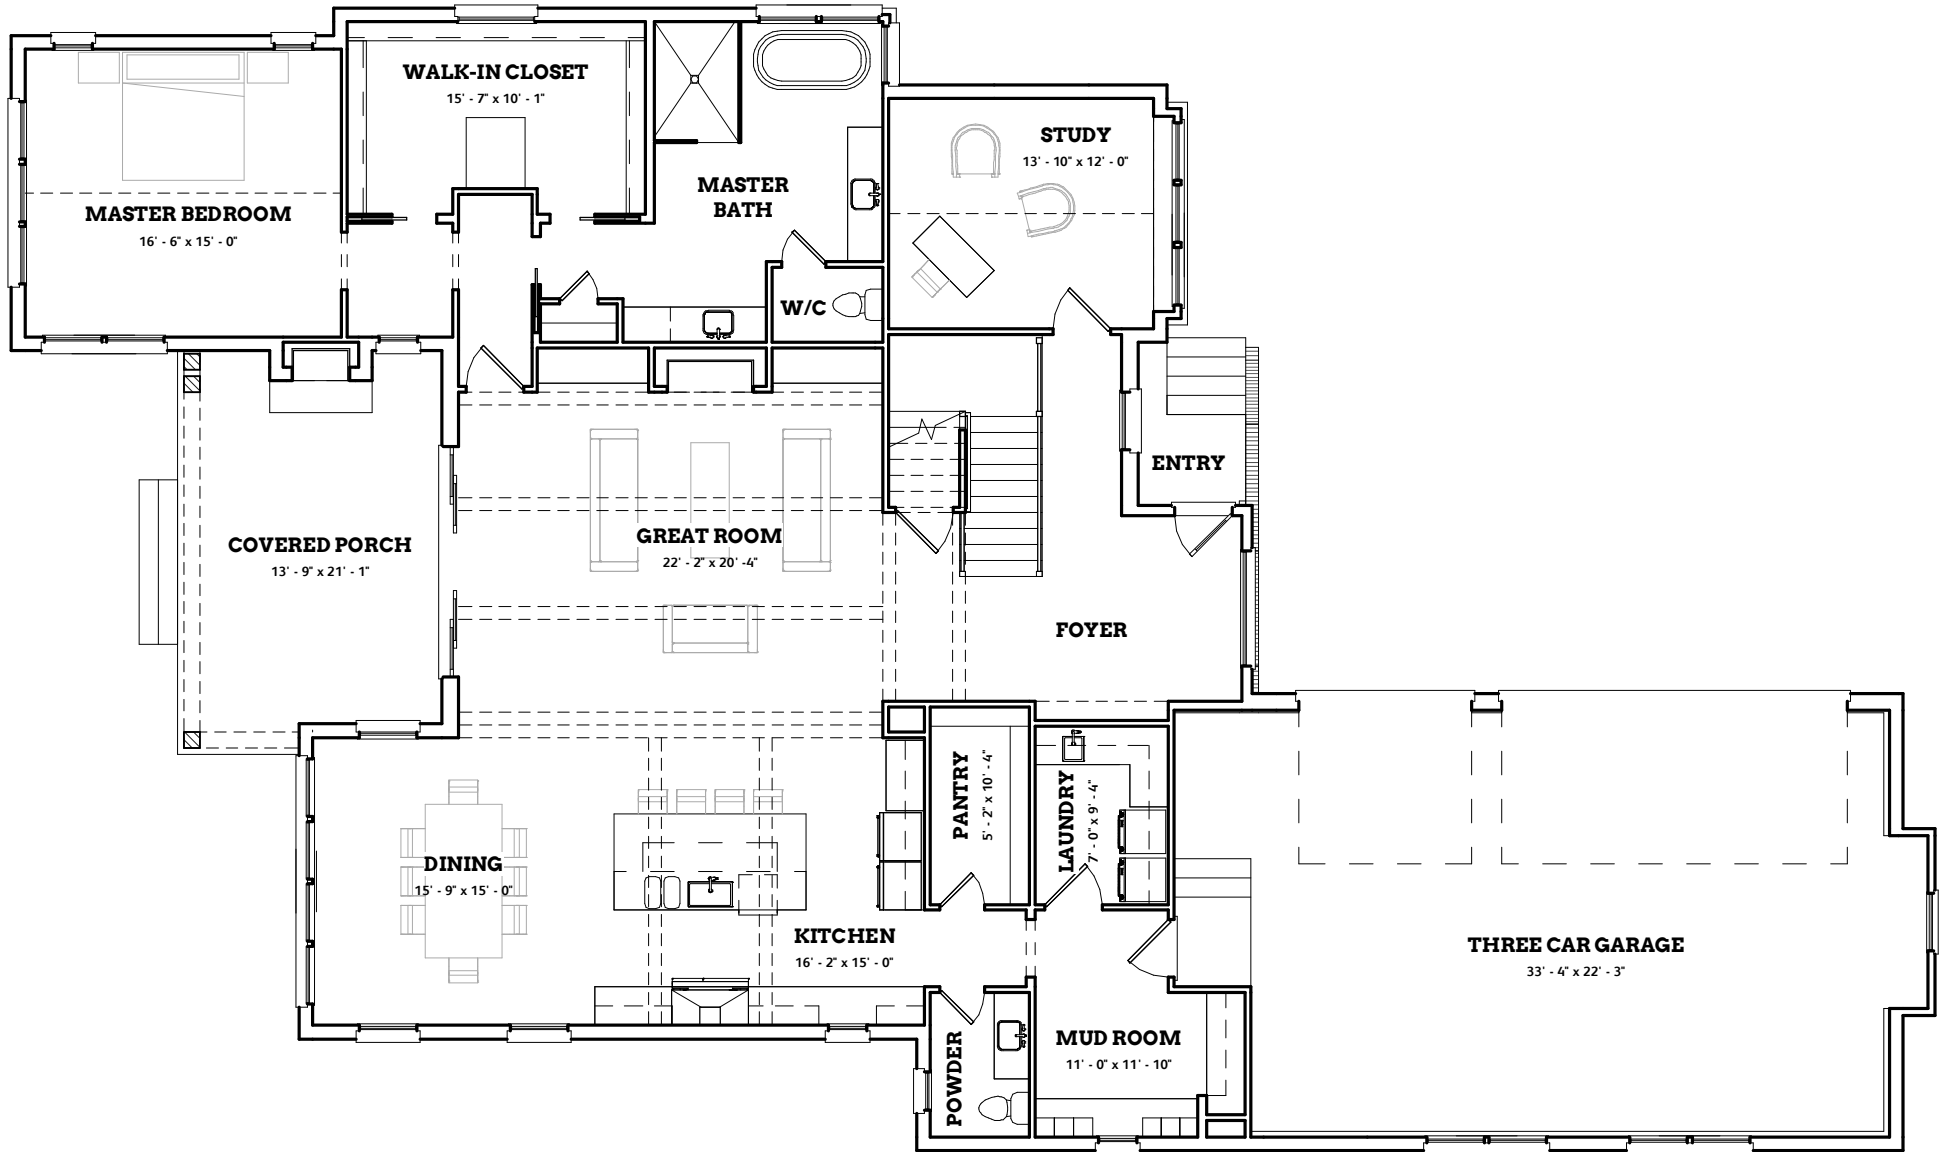 WALK-IN CLOSET
15' - 7" x 10' - 1"
STUDY
13' - 10" x 12' - 0"
MASTER
BATH
MASTER BEDROOM
16' - 6" x 15' - 0"
W/C
ENTRY
GREAT ROOM
22' - 2" x 20' -4"
COVERED PORCH
13' - 9" x 21' - 1"
FOYER
PANTRY
5' - 2" x 10' - 4"
LAUNDRY
7' - 0" x 9' - 4"
DINING
15' - 9" x 15' - 0"
KITCHEN
16' - 2" x 15' - 0"
THREE CAR GARAGE
33' - 4" x 22' - 3"
POWDER
MUD ROOM
11' - 0" x 11' - 10"